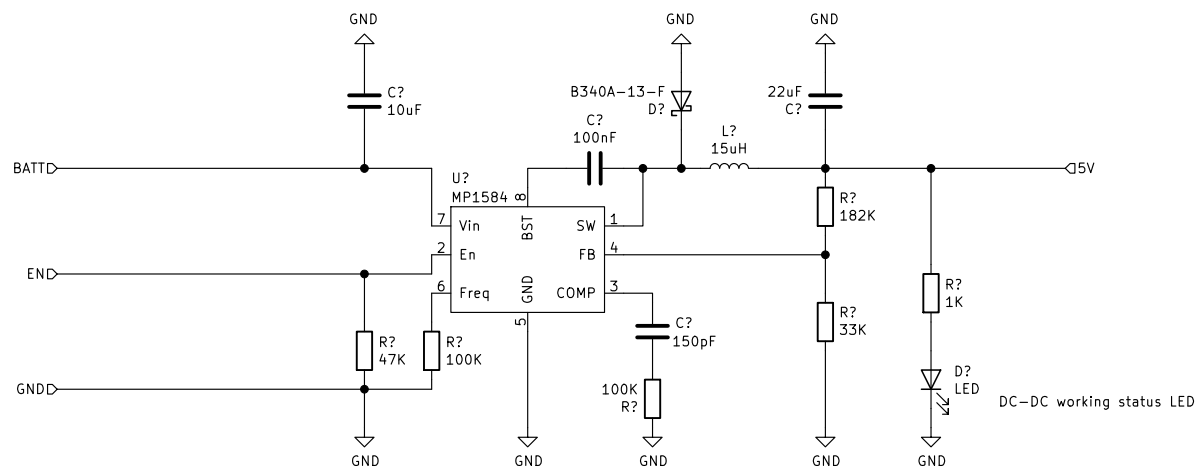 GND
GND
GND
C?
10uF
B340A-13-F
D?
22uF
C?
C?
100nF
L?
15uH
BATT
5V
U?
MP1584
8
R?
182K
7
Vin
BST
SW
1
2
En
FB
4
EN
6
Freq
GND
COMP
3
R?
1K
5
C?
150pF
R?
33K
R?
47K
R?
100K
GND
100K
R?
D?
LED
DC-DC working status LED
GND
GND
GND
GND
GND